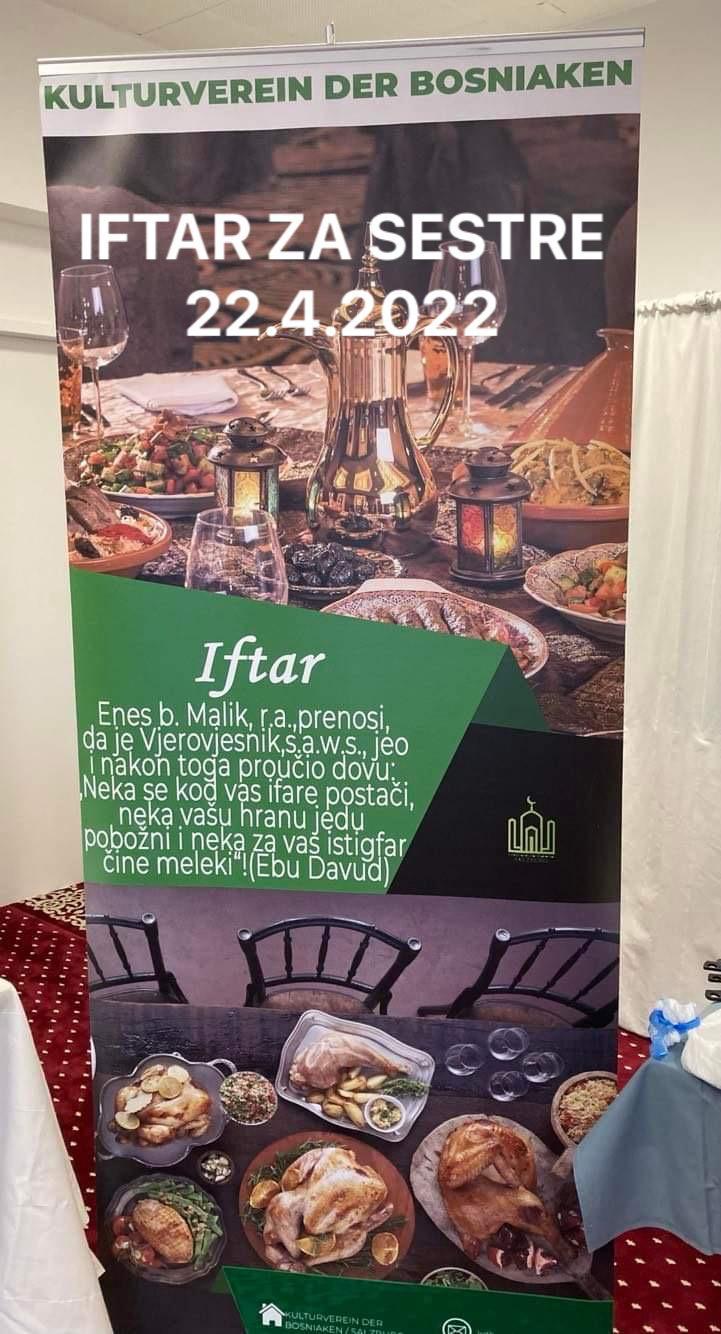 KULTURVEREIN DER BOSNIAKEN
IFTAR ZA SESTRE
22.4.2022
Iftar
Enes b. Malik, r.a.,prenosi,
da je Vjerovjesnik,s.a.w.s., jeo
i nakon toga proučio dovu:
„Neka se kod vas ifare postači,
neka vašu hranu jedu
pobožni i neka za vas istigfar
čine meleki“!(Ebu Davud)
KULTURVEREIN DER
BOSNIAKEN / SALZBURG